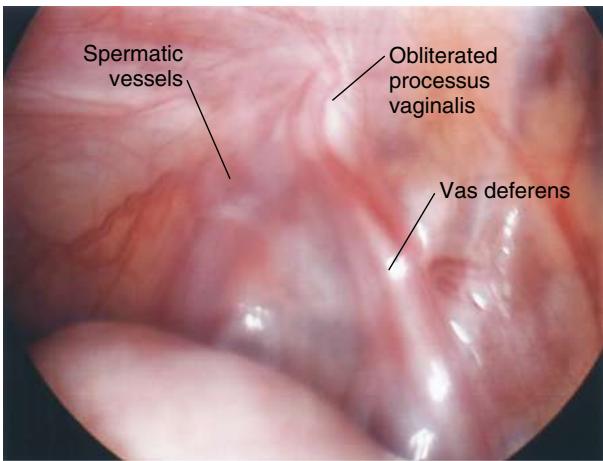 Spermatic
vessels
Obliterated
processus
vaginalis
Vas deferens